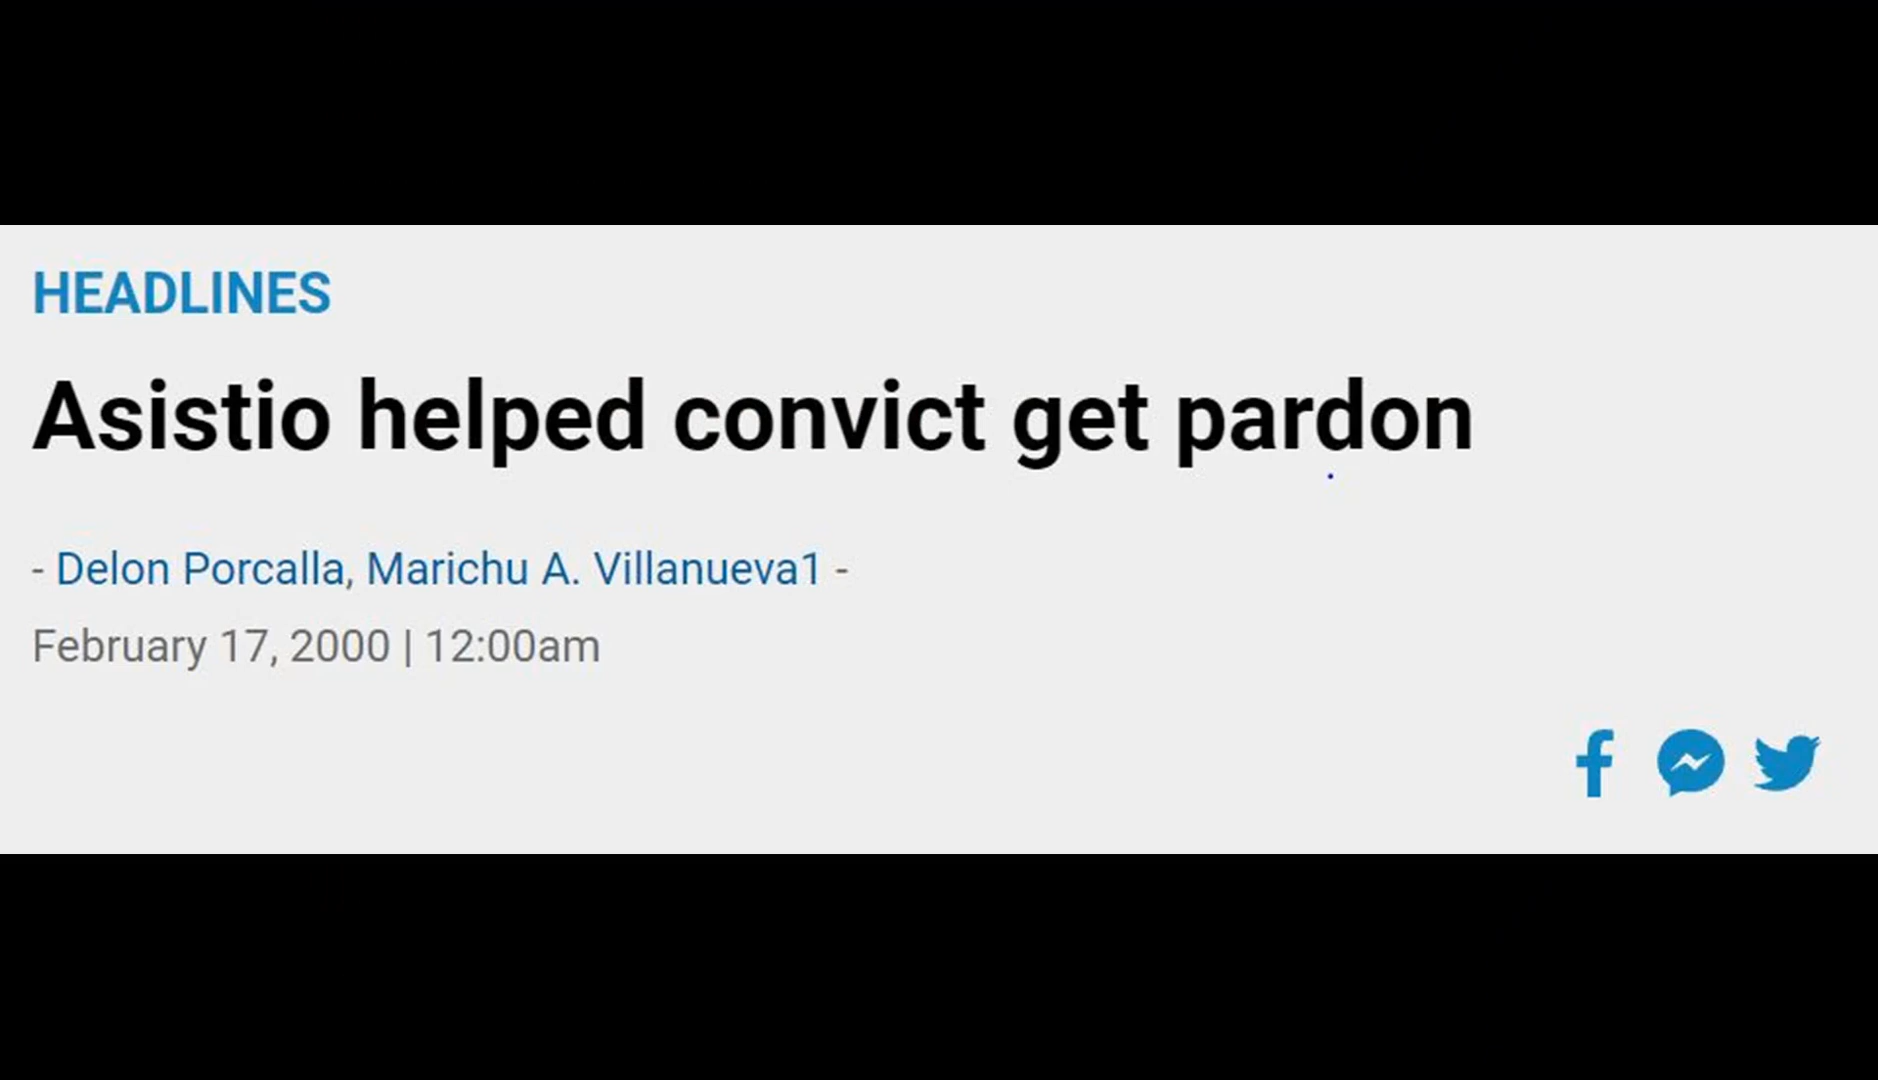 HEADLINES
Asistio helped convict get pardon
- Delon Porcalla, Marichu A. Villanueva1 -
February 17, 2000 | 12:00am